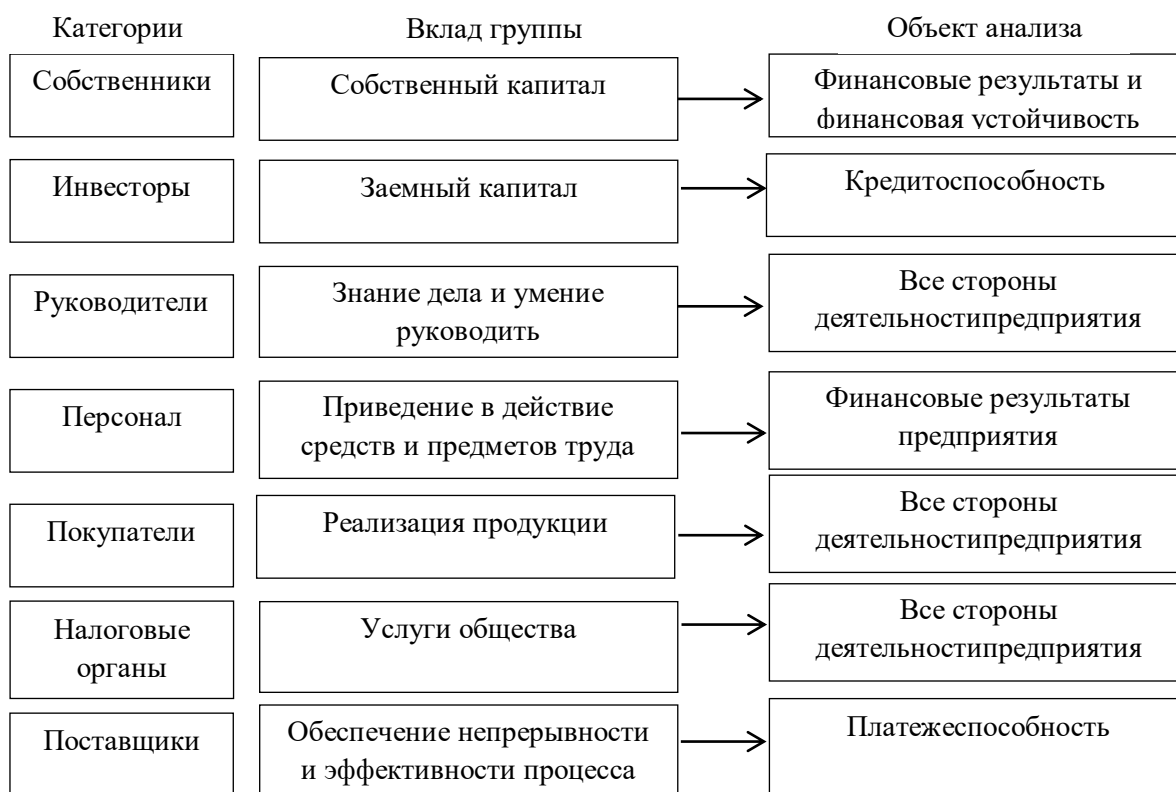 Категории
Вклад группы
Объект анализа
Собственники
Собственный капитал
Финансовые результаты и
финансовая устойчивость
Инвесторы
Заемный капитал
Кредитоспособность
Руководители
Знание дела и умение
руководить
Все стороны
деятельностипредприятия
Персонал
Приведение в действие
средств и предметов труда
Финансовые результаты
предприятия
Покупатели
Реализация продукции
Все стороны
деятельностипредприятия
Налоговые
органы
Услуги общества
Все стороны
деятельностипредприятия
Поставщики
Обеспечение непрерывности
и эффективности процесса
Платежеспособность